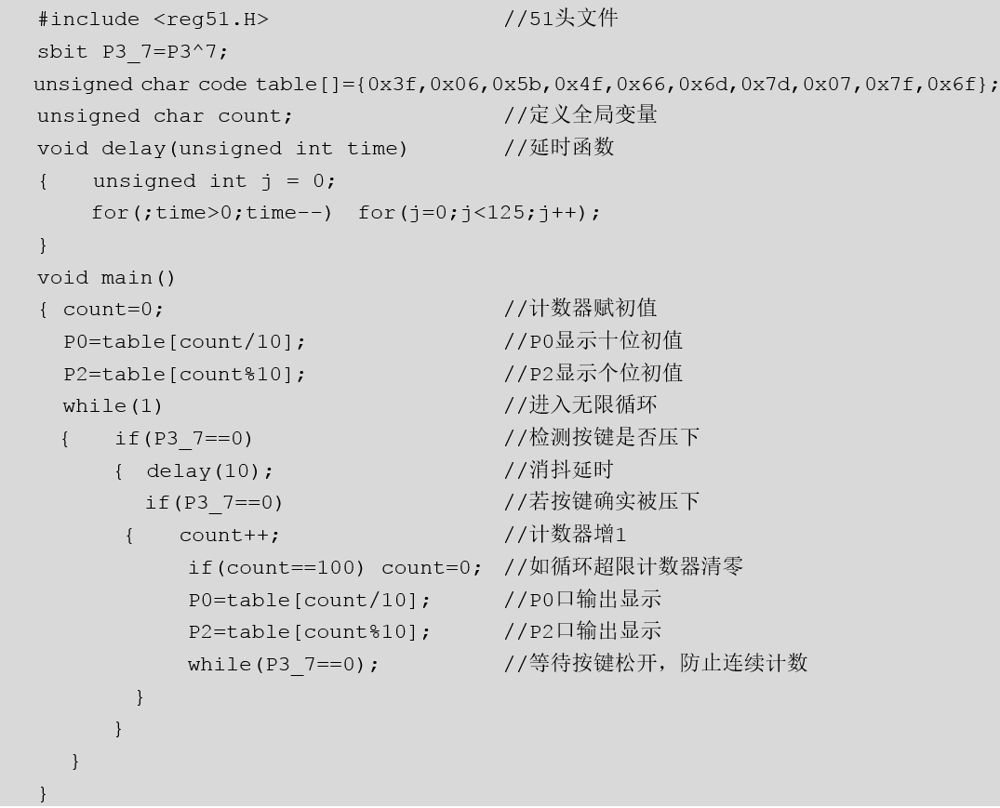 #include <reg51.H> //51头文件
sbit P3_7=P3^7;
unsigned char code table[]={0x3f,0x06,0x5b,0x4f,0x66,0x6d,0x7d,0x07,0x7f,0x6f};
unsigned char count; //定义全局变量
void delay(unsigned int time) //延时函数
{ unsigned int j = 0;
for(;time>0;time--) for(j=0;j<125;j++);
}
void main()
{ count=0; //计数器赋初值
P0=table[count/10]; //P0显示十位初值
P2=table[count%10]; //P2显示个位初值
while(1) //进入无限循环
{ if(P3_7==0) //检测按键是否压下
{ delay(10); //消抖延时
if(P3_7==0) //若按键确实被压下
{ count++; //计数器增1
if(count==100) count=0; //如循环超限计数器清零
P0=table[count/10]; //P0口输出显示
P2=table[count%10]; //P2口输出显示
while(P3_7==0); //等待按键松开，防止连续计数
}
}
}
}